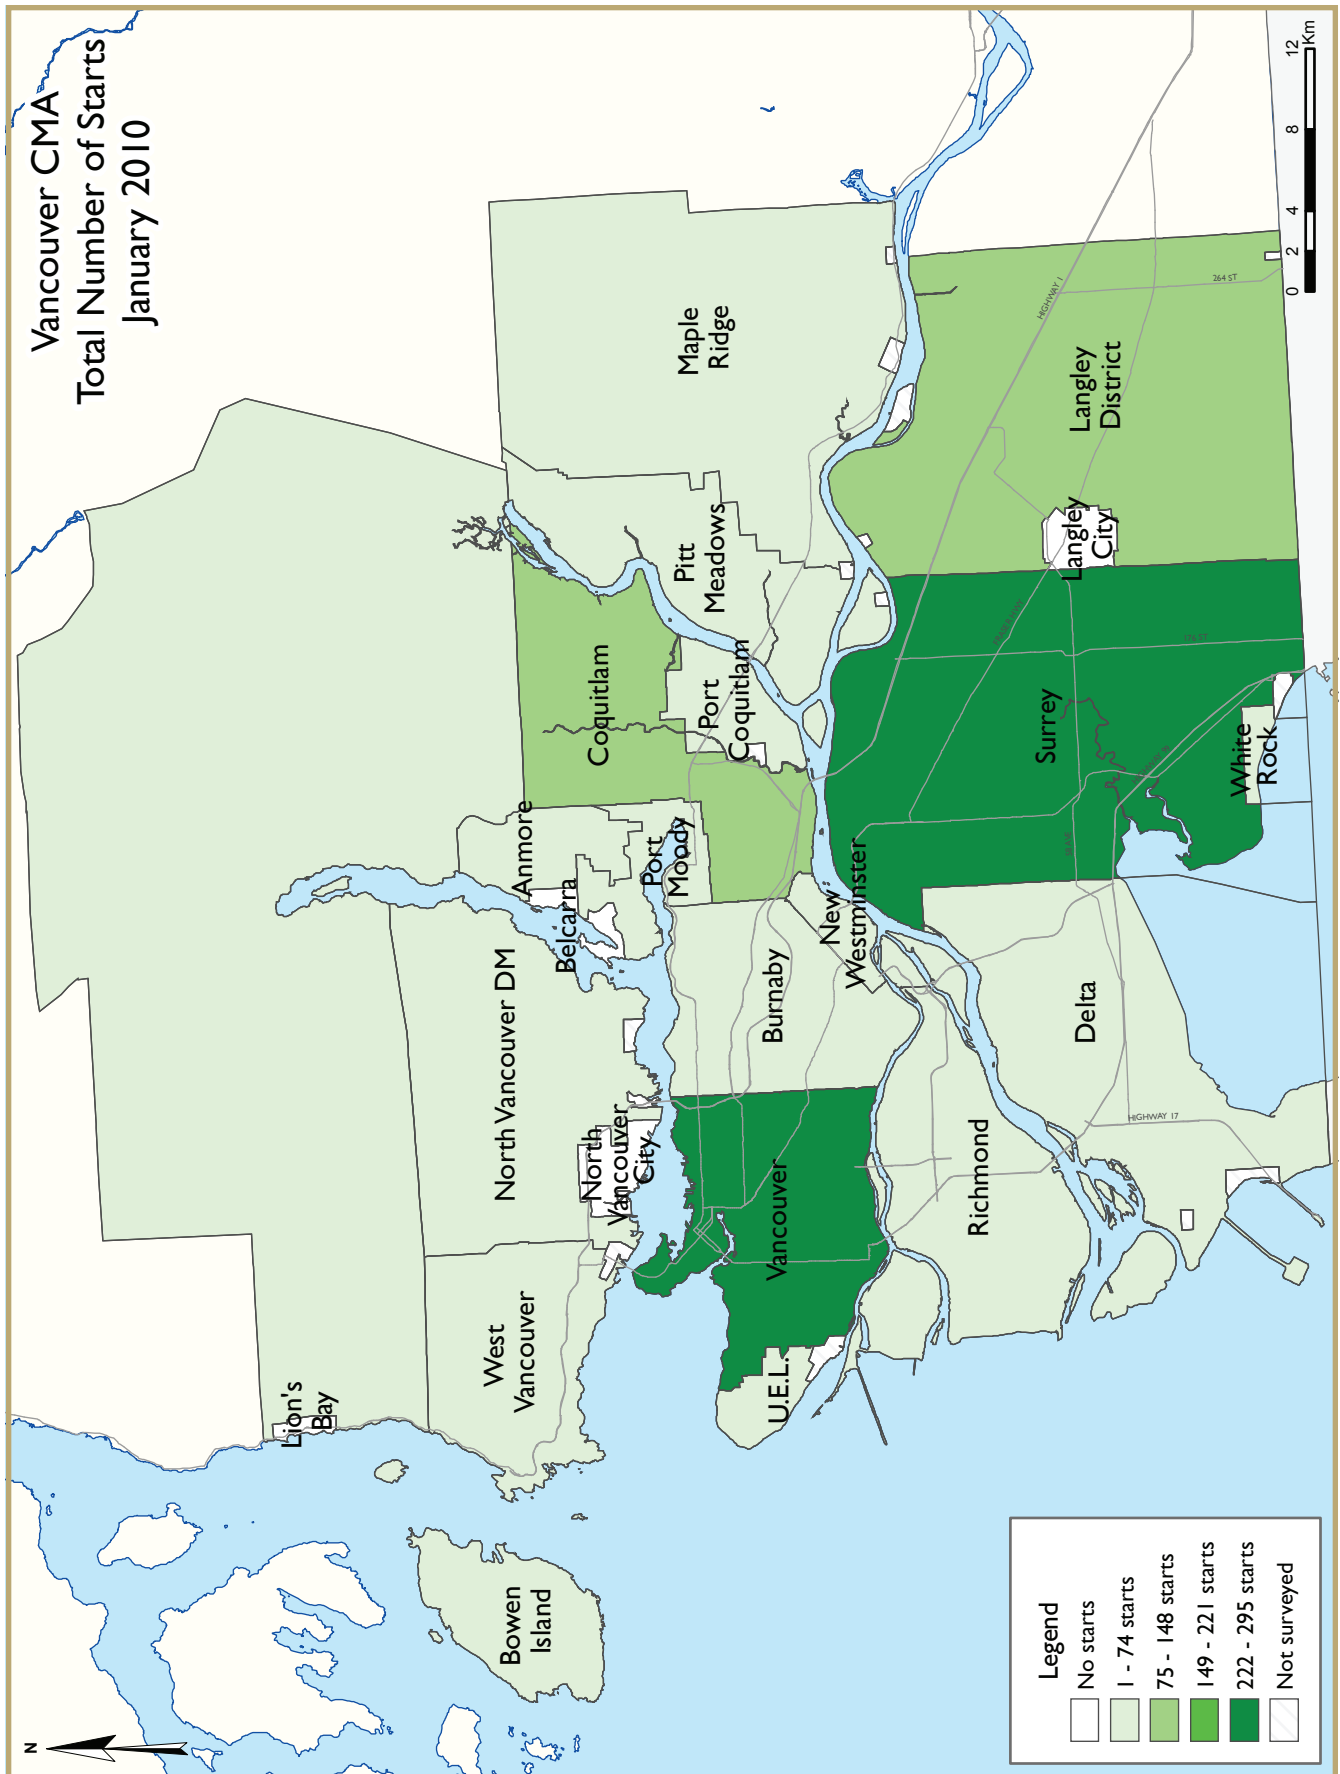 Vancouver CMA
Total Number of Starts
January 2010
N
Lion's
Bay
Bowen
Island
West
Vancouver
North Vancouver DM
North
Vancouver
City
Belcarra
Anmore
Port
Moody
Coquitlam
Port
Coquitlam
Pitt
Meadows
Maple
Ridge
U.E.L.
Vancouver
Burnaby
New
Westminster
Richmond
Delta
Surrey
White
Rock
Langley
City
Langley
District
HIGHWAY 1
264 ST
176 ST
HIGHWAY 17
0 2 4 8 12
Km
Legend
No starts
1 - 74 starts
75 - 148 starts
149 - 221 starts
222 - 295 starts
Not surveyed